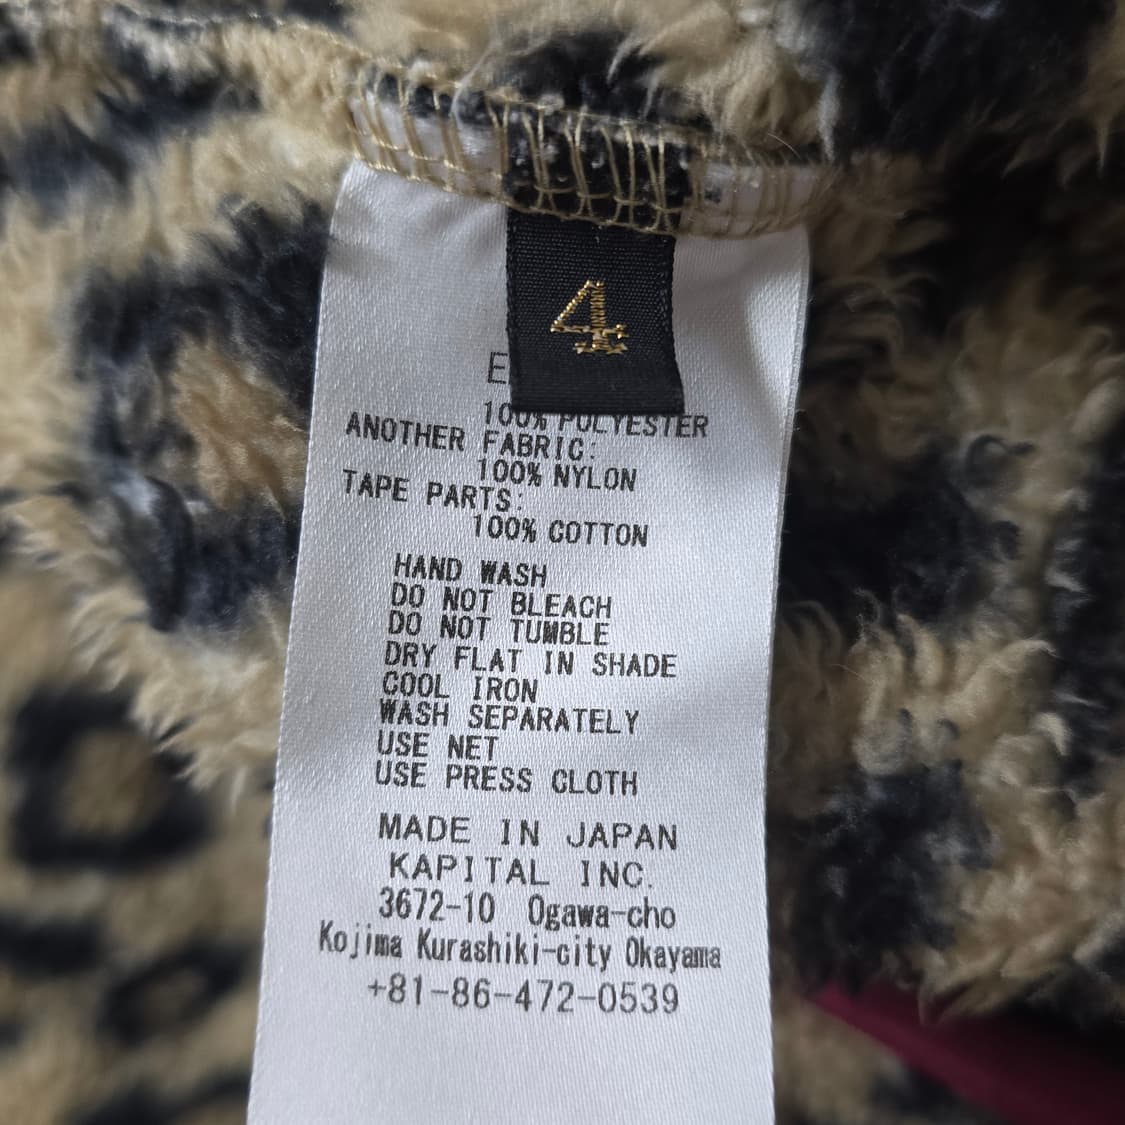 4
100% POLYESTER
ANOTHER FABRIC:
100% NYLON
TAPE PARTS:
100% COTTON
HAND WASH
DO NOT BLEACH
DO NOT TUMBLE
DRY FLAT IN SHADE
COOL IRON
WASH SEPARATELY
USE NET
USE PRESS CLOTH
MADE IN JAPAN
KAPITAL INC.
3672-10 Ogawa-cho
Kojima Kurashiki-city Okayama
+81-86-472-0539